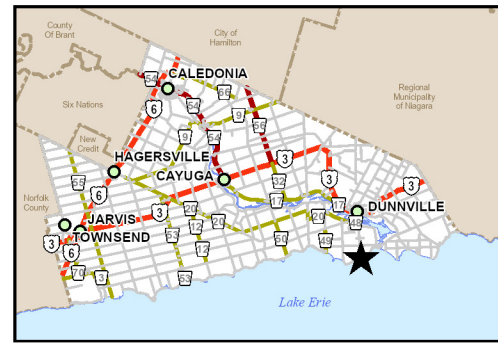 County
Of Brant
City of
Hamilton
Regional
Municipality
of Niagara
Six Nations
New
Credit
Norfolk
County
CALEDONIA
54
6
66
54
9
9
56
HAGERSVILLE
CAYUGA
3
3
3
32
55
6
17
17
DUNNVILLE
JARVIS
TOWNSEND
3
20
20
20
48
3
6
12
12
53
50
49
70
3
53
Lake Erie